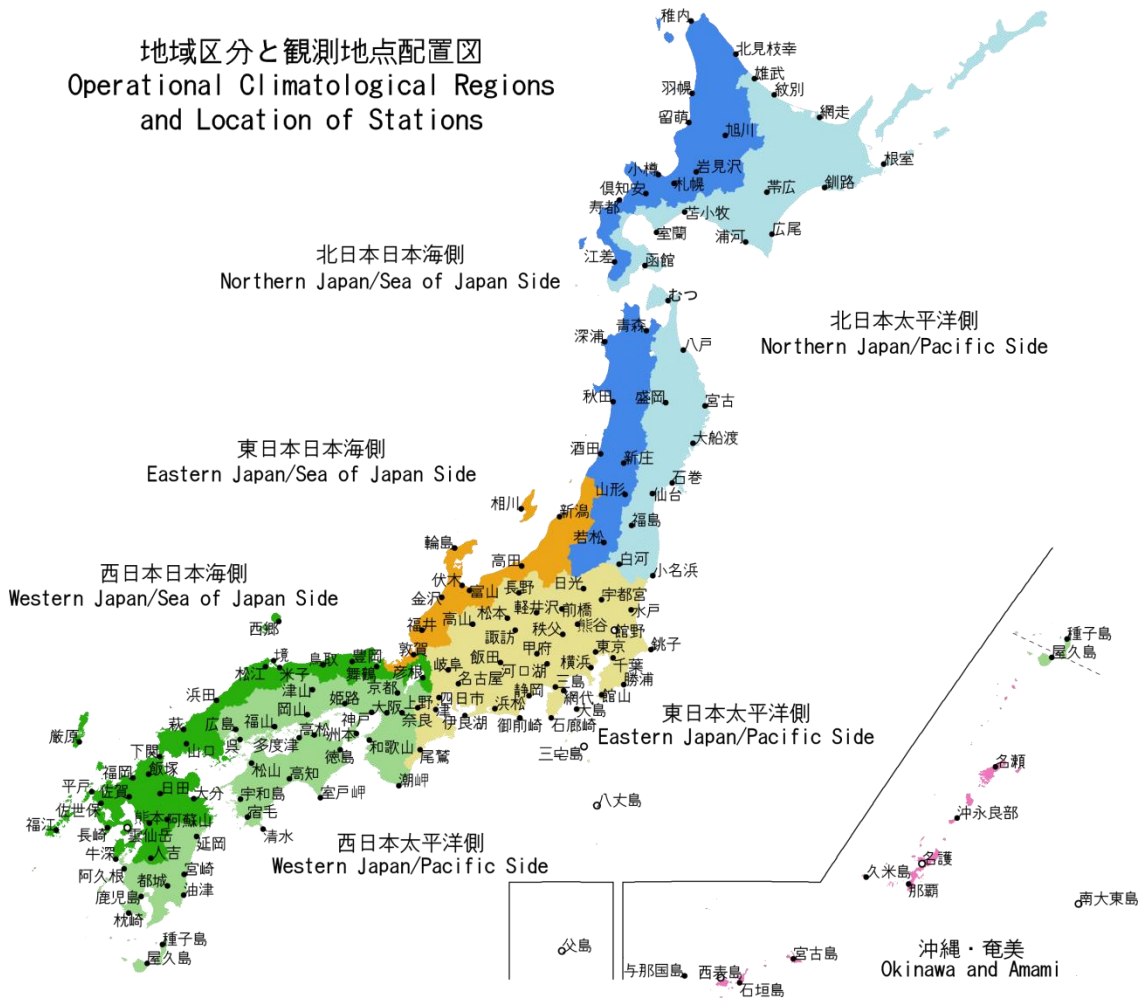 地域区分と観測地点配置図
Operational Climatological Regions
and Location of Stations
稚内
北見枝幸
雄武
紋別
羽幌
網走
留萌
旭川
根室
小樽
岩見沢
札幌
帯広
釧路
倶知安
寿都
苫小牧
室蘭
浦河
広尾
北日本日本海側
Northern Japan/Sea of Japan Side
江差
函館
むつ
北日本太平洋側
Northern Japan/Pacific Side
青森
深浦
八戸
秋田
盛岡
宮古
東日本日本海側
Eastern Japan/Sea of Japan Side
大船渡
酒田
新庄
石巻
山形
仙台
相川
新潟
福島
若松
輪島
白河
小名浜
高田
西日本日本海側
Western Japan/Sea of Japan Side
伏木
富山
長野
日光
宇都宮
金沢
水戸
軽井沢
前橋
松本
高山
熊谷
館野
福井
諏訪
秩父
西郷
銚子
敦賀
甲府
東京
境
鳥取
豊岡
岐阜
飯田
河口湖
横浜
千葉
松江
米子
舞鶴
彦根
名古屋
三島
勝浦
種子島
屋久島
浜田
津山
姫路
京都
四日市
静岡
網代
館山
岡山
大阪
上野
津
浜松
大島
萩
広島
福山
神戸
奈良
伊良湖
御前崎
石廊崎
東日本太平洋側
Eastern Japan/Pacific Side
厳原
下関
山口
呉
多度津
高松
洲本
徳島
和歌山
尾鷲
三宅島
福岡
飯塚
松山
高知
潮岬
名瀬
平戸
佐賀
日田
大分
宇和島
室戸岬
八丈島
佐世保
宿毛
沖永良部
福江
長崎
熊本
阿蘇山
雲仙岳
延岡
清水
西日本太平洋側
Western Japan/Pacific Side
牛深
人吉
名護
阿久根
都城
宮崎
久米島
那覇
鹿児島
油津
南大東島
枕崎
種子島
屋久島
父島
宮古島
沖縄・奄美
Okinawa and Amami
与那国島
西表島
石垣島